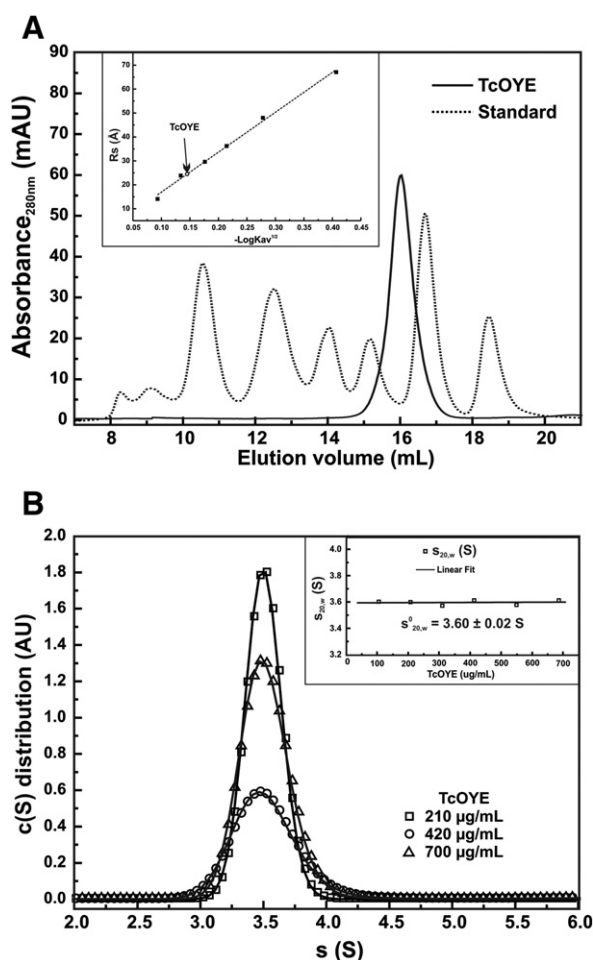 A
90
80
70
60
50
40
30
20
10
0
Absorbance280nm (mAU)
8 10 12 14 16 18 20
Elution volume (mL)
TcOYE
Standard
70
60
50
40
30
20
10
Rs (Å)
TcOYE
0.05 0.10 0.15 0.20 0.25 0.30 0.35 0.40 0.45
-LogKav1/2
B
2.0
1.8
1.6
1.4
1.2
1.0
0.8
0.6
0.4
0.2
0.0
c(S) distribution (AU)
2.0 2.5 3.0 3.5 4.0 4.5 5.0 5.5 6.0
s (S)
4.0
3.8
3.6
3.4
3.2
s20,w (S)
s20,w (S)
Linear Fit
s020,w = 3.60 ± 0.02 S
0 100 200 300 400 500 600 700
TcOYE (ug/mL)
TcOYE
210 µg/mL
420 µg/mL
700 µg/mL